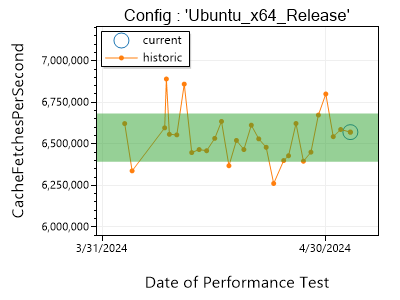 Config : 'Ubuntu_x64_Release'
current
historic
CacheFetchesPerSecond
7,000,000
6,750,000
6,500,000
6,250,000
6,000,000
3/31/2024
4/30/2024
Date of Performance Test